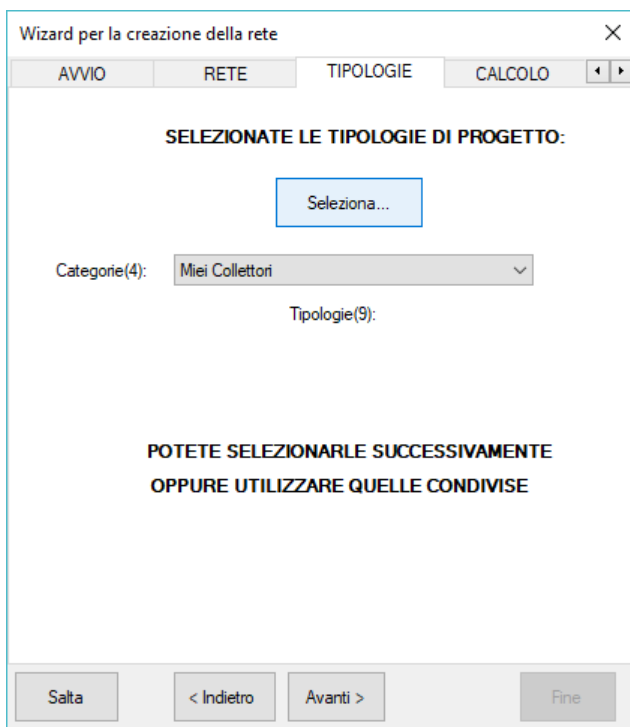 Wizard per la creazione della rete
AVVIO RETE TIPOLOGIE CALCOLO
SELEZIONATE LE TIPOLOGIE DI PROGETTO:
Seleziona...
Categorie(4): Miei Collettori
Tipologie(9):
POTETE SELEZIONARLE SUCCESSIVAMENTE
OPPURE UTILIZZARE QUELLE CONDIVISE
Salta < Indietro Avanti > Fine